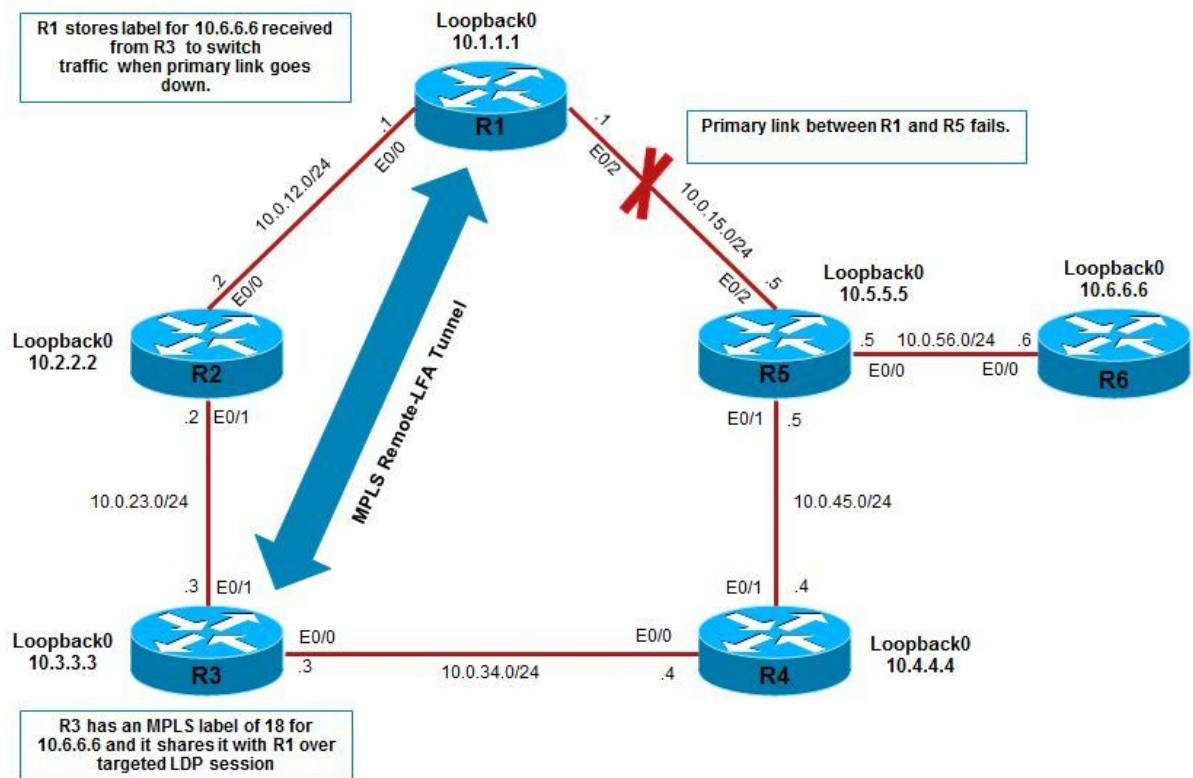 R1 stores label for 10.6.6.6 received
from R3 to switch
traffic when primary link goes
down.
Loopback0
10.1.1.1
R1
.1
E0/0
.1
E0/2
Primary link between R1 and R5 fails.
10.0.12.0/24
10.0.15.0/24
.2
E0/0
.5
E0/2
Loopback0
10.5.5.5
Loopback0
10.6.6.6
Loopback0
10.2.2.2
R2
MPLS Remote-LFA Tunnel
R5
.5
10.0.56.0/24
.6
E0/0
E0/0
R6
.2
E0/1
E0/1
.5
10.0.23.0/24
10.0.45.0/24
.3
E0/1
E0/1
.4
Loopback0
10.3.3.3
R3
E0/0
.3
10.0.34.0/24
E0/0
.4
R4
Loopback0
10.4.4.4
R3 has an MPLS label of 18 for
10.6.6.6 and it shares it with R1 over
targeted LDP session